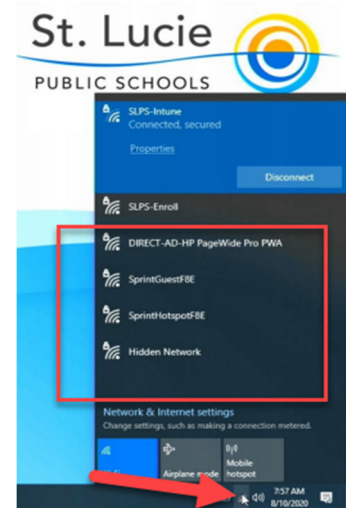 St. Lucie
PUBLIC SCHOOLS
SLPS-Intune
Connected, secured
Properties
Disconnect
SLPS-Enroll
DIRECT-AD-HP PageWide Pro PWA
SprintGuestF8E
SprintHotspotF8E
Hidden Network
Network & Internet settings
Change settings, such as making a connection metered.
Airplane mode
Mobile
hotspot
7:57 AM
8/10/2020